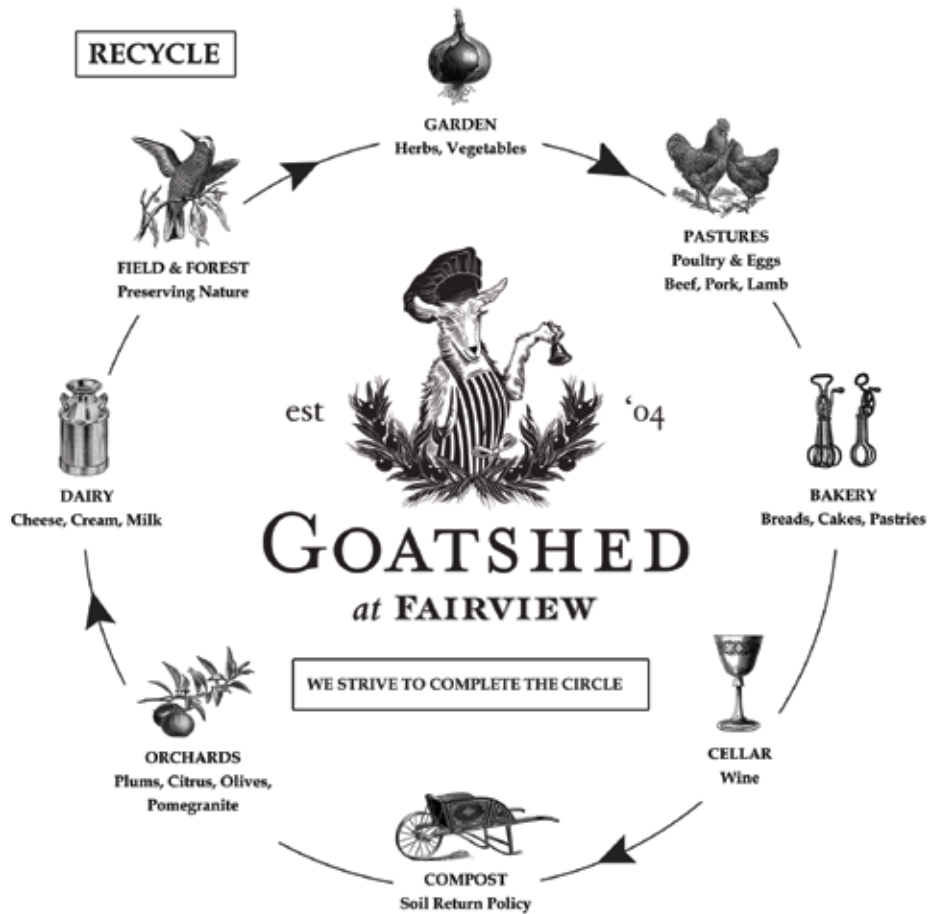 RECYCLE
GARDEN
Herbs, Vegetables
PASTURES
Poultry & Eggs
Beef, Pork, Lamb
FIELD & FOREST
Preserving Nature
est '04
DAIRY
Cheese, Cream, Milk
BAKERY
Breads, Cakes, Pastries
GOATSHED
at FAIRVIEW
WE STRIVE TO COMPLETE THE CIRCLE
ORCHARDS
Plums, Citrus, Olives,
Pomegranite
CELLAR
Wine
COMPOST
Soil Return Policy